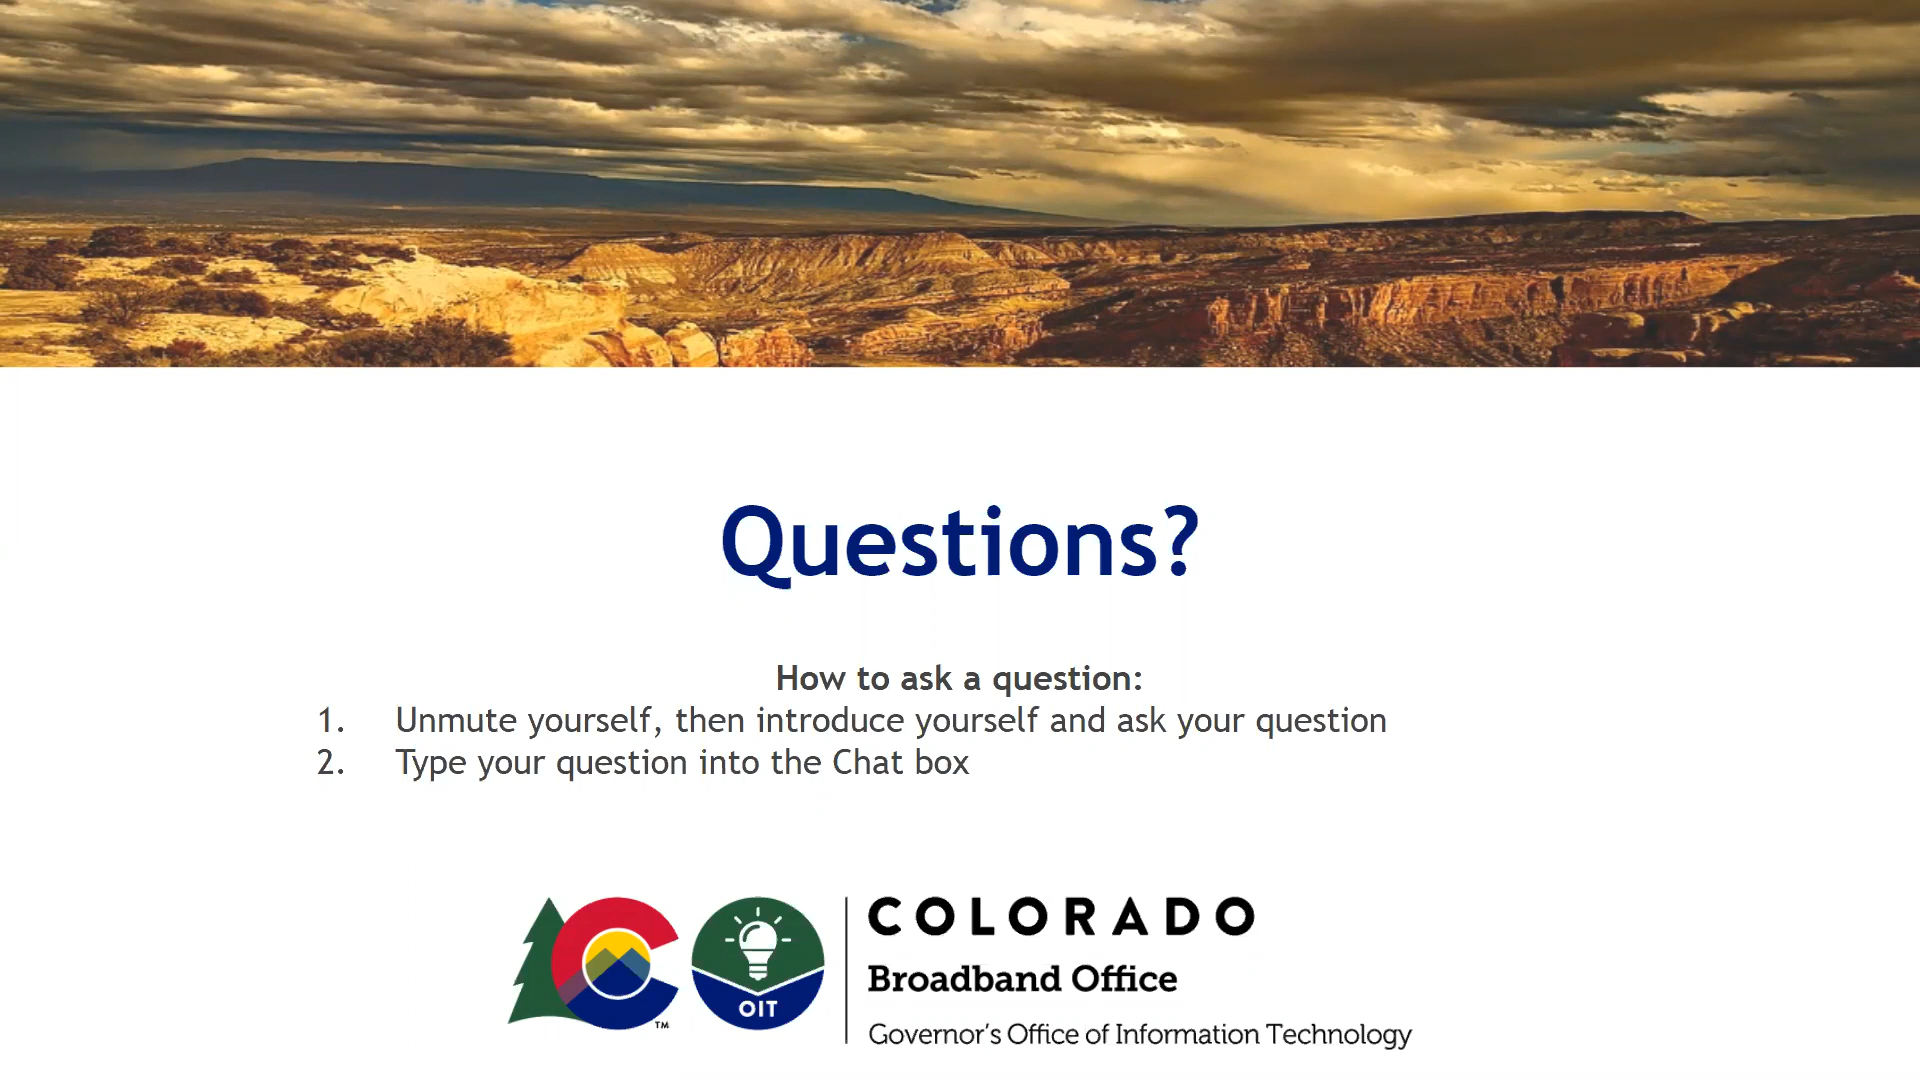 Questions?
How to ask a question:
1. Unmute yourself, then introduce yourself and ask your question
2. Type your question into the Chat box
COLORADO
Broadband Office
Governor's Office of Information Technology
OIT
TM